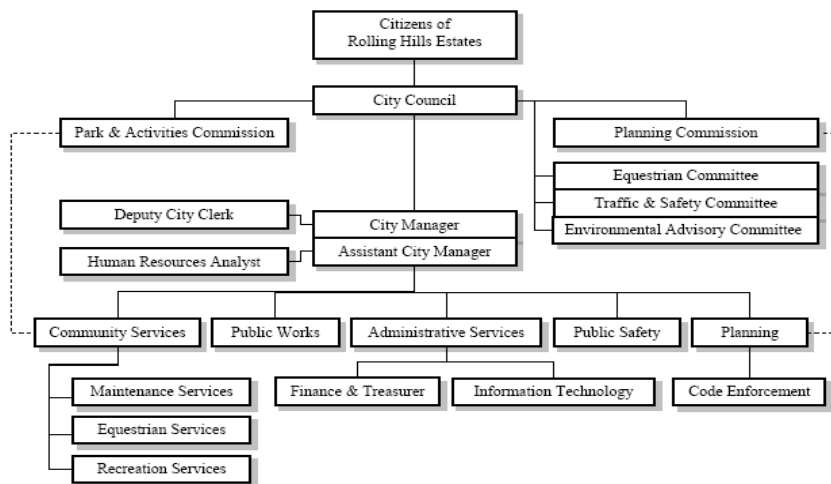 Citizens of
Rolling Hills Estates
City Council
Park & Activities Commission
Planning Commission
Equestrian Committee
Traffic & Safety Committee
Environmental Advisory Committee
Deputy City Clerk
City Manager
Human Resources Analyst
Assistant City Manager
Community Services
Public Works
Administrative Services
Public Safety
Planning
Maintenance Services
Finance & Treasurer
Information Technology
Code Enforcement
Equestrian Services
Recreation Services